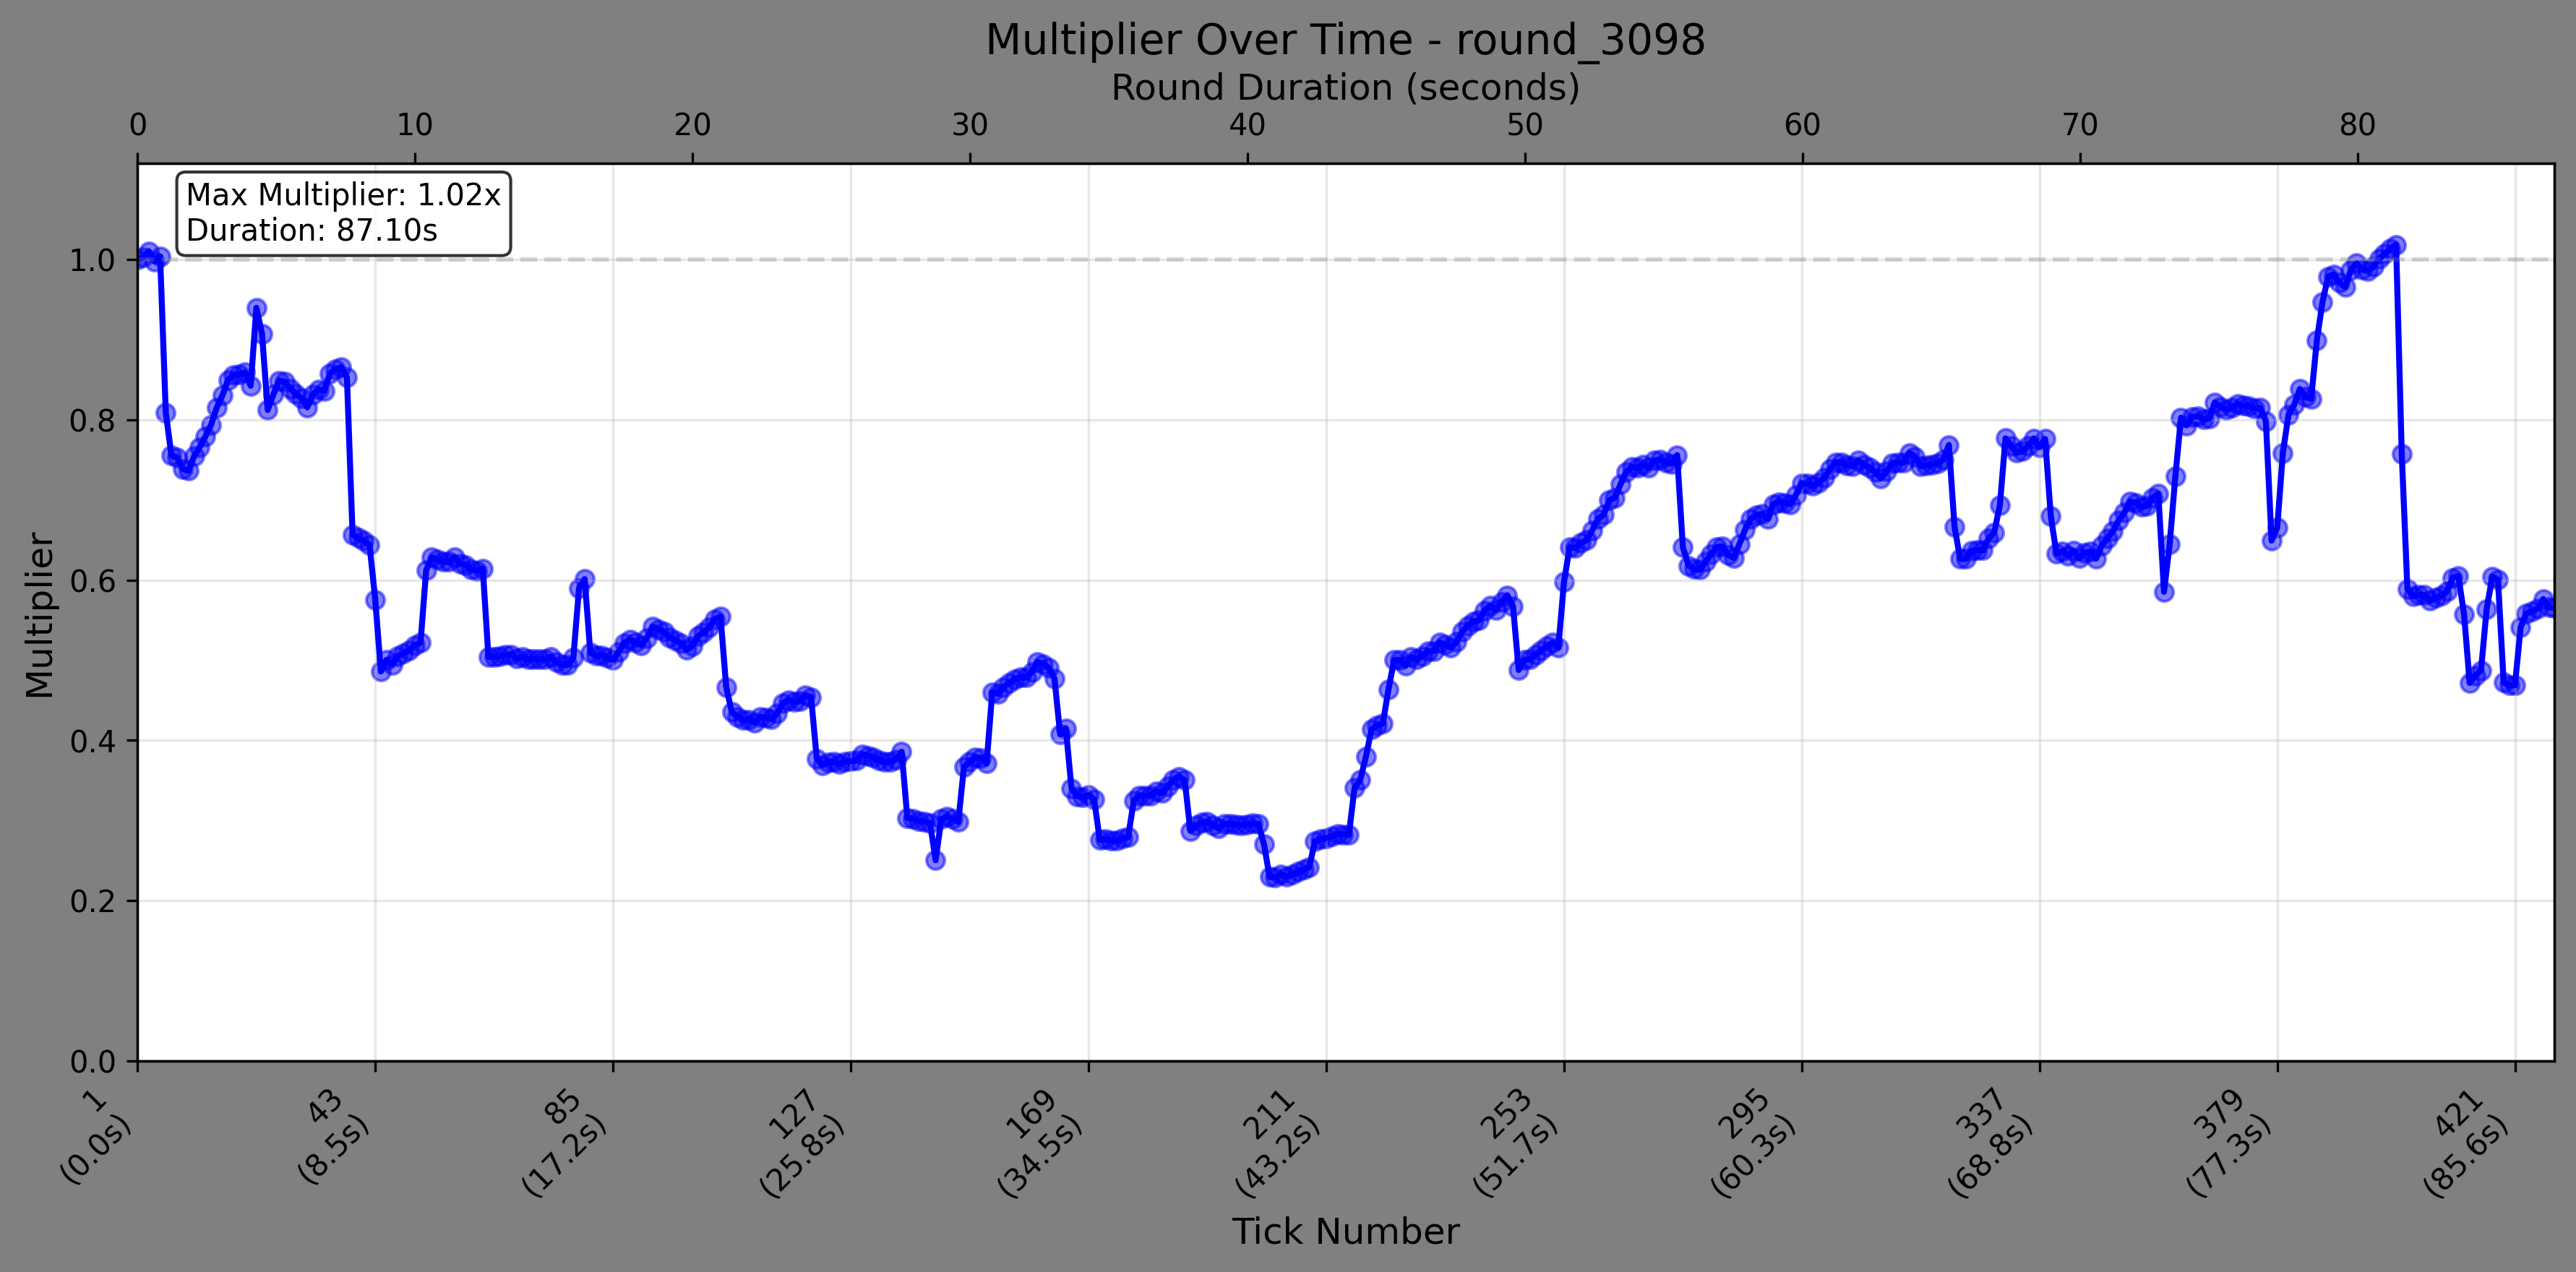 Multiplier Over Time - round_3098
Round Duration (seconds)
0 10 20 30 40 50 60 70 80
Max Multiplier: 1.02x
Duration: 87.10s
Multiplier
1.0
0.8
0.6
0.4
0.2
0.0
1 43 85 127 169 211 253 295 337 379 421
(0.0s) (8.5s) (17.2s) (25.8s) (34.5s) (43.2s) (51.7s) (60.3s) (68.8s) (77.3s) (85.6s)
Tick Number